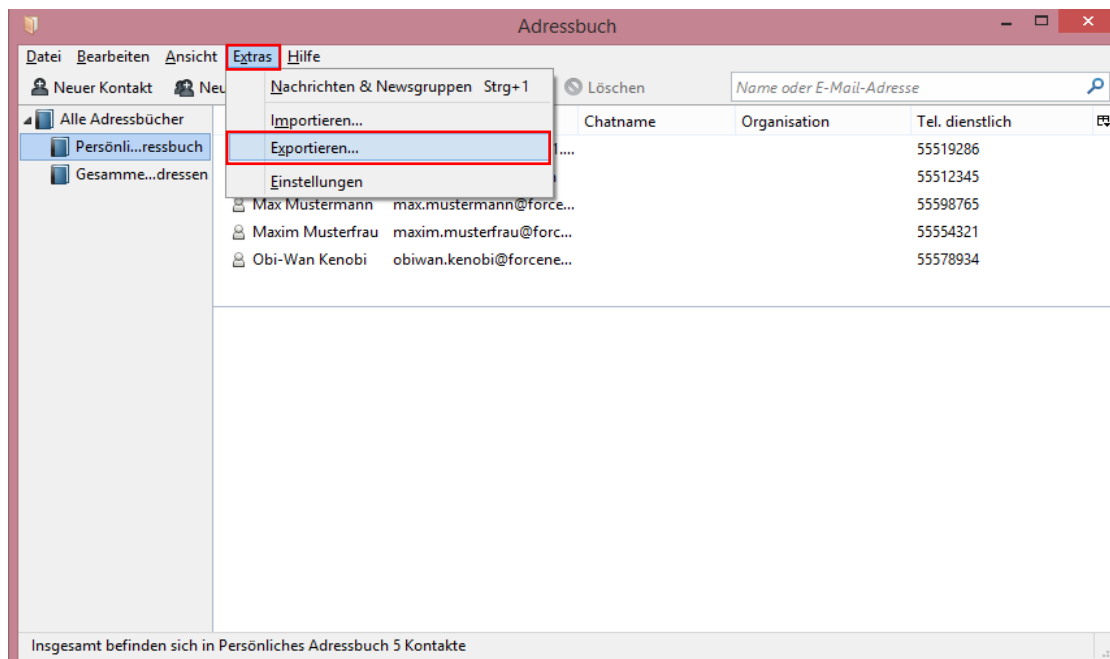 Adressbuch
Datei Bearbeiten Ansicht Extras Hilfe
Neuer Kontakt Löschen Name oder E-Mail-Adresse
Nachrichten & Newsgruppen Strg+1
Importieren...
Exportieren...
Einstellungen
Alle Adressbücher
Persönli...ressbuch
Gesamme...dressen
Chatname Organisation Tel. dienstlich
55519286
55512345
Max Mustermann max.mustermann@force... 55598765
Maxim Musterfrau maxim.musterfrau@forc... 55554321
Obi-Wan Kenobi obiwan.kenobi@forcene... 55578934
Insgesamt befinden sich in Persönliches Adressbuch 5 Kontakte